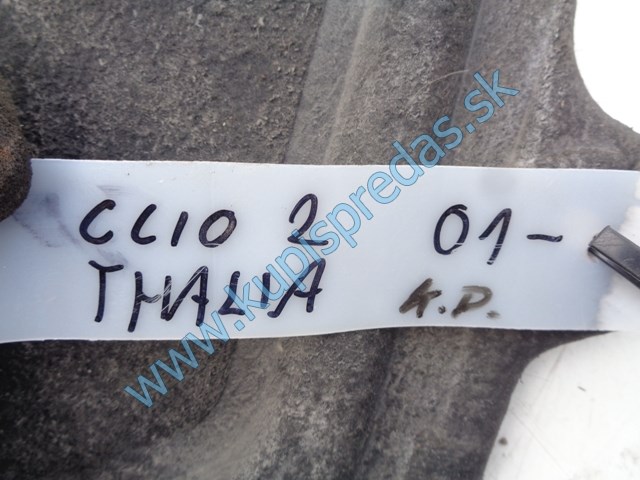 CLIO 2 01-
THALIA K.D.
www.kupispredas.sk